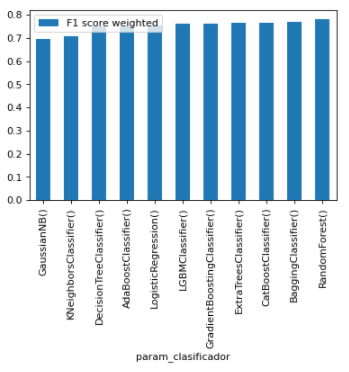 F1 score weighted
0.8
0.7
0.6
0.5
0.4
0.3
0.2
0.1
0.0
GaussianNB()
KNeighborsClassifier()
DecisionTreeClassifier()
AdaBoostClassifier()
LogisticRegression()
LGBMClassifier()
GradientBoostingClassifier()
ExtraTreesClassifier()
CatBoostClassifier()
BaggingClassifier()
RandomForest()
param_clasificador